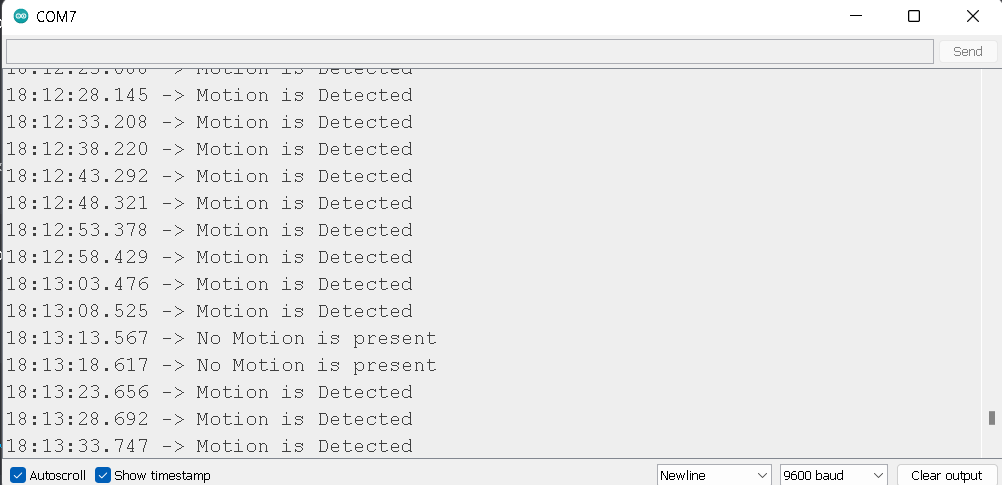 COM7
Send
18:12:28.145 -> Motion is Detected
18:12:33.208 -> Motion is Detected
18:12:38.220 -> Motion is Detected
18:12:43.292 -> Motion is Detected
18:12:48.321 -> Motion is Detected
18:12:53.378 -> Motion is Detected
18:12:58.429 -> Motion is Detected
18:13:03.476 -> Motion is Detected
18:13:08.525 -> Motion is Detected
18:13:13.567 -> No Motion is present
18:13:18.617 -> No Motion is present
18:13:23.656 -> Motion is Detected
18:13:28.692 -> Motion is Detected
18:13:33.747 -> Motion is Detected
Autoscroll Show timestamp Newline 9600 baud Clear output